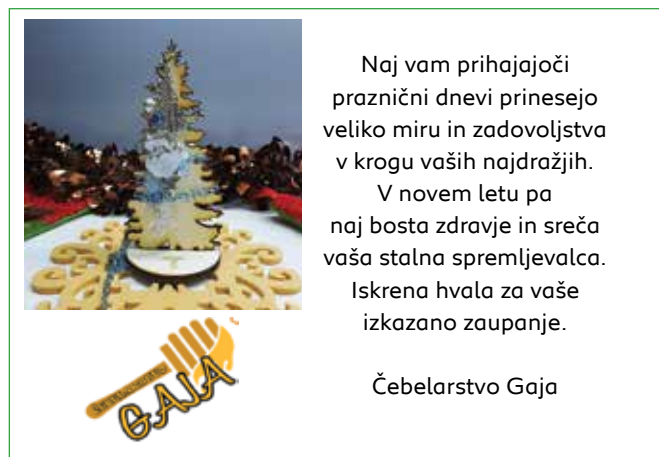 Naj vam prihajajoči
praznični dnevi prinesejo
veliko miru in zadovoljstva
v krogu vaših najdražjih.
V novem letu pa
naj bosta zdravje in sreča
vaša stalna spremljevalca.
Iskrena hvala za vaše
izkazano zaupanje.
Čebelarstvo Gaja
GAJA